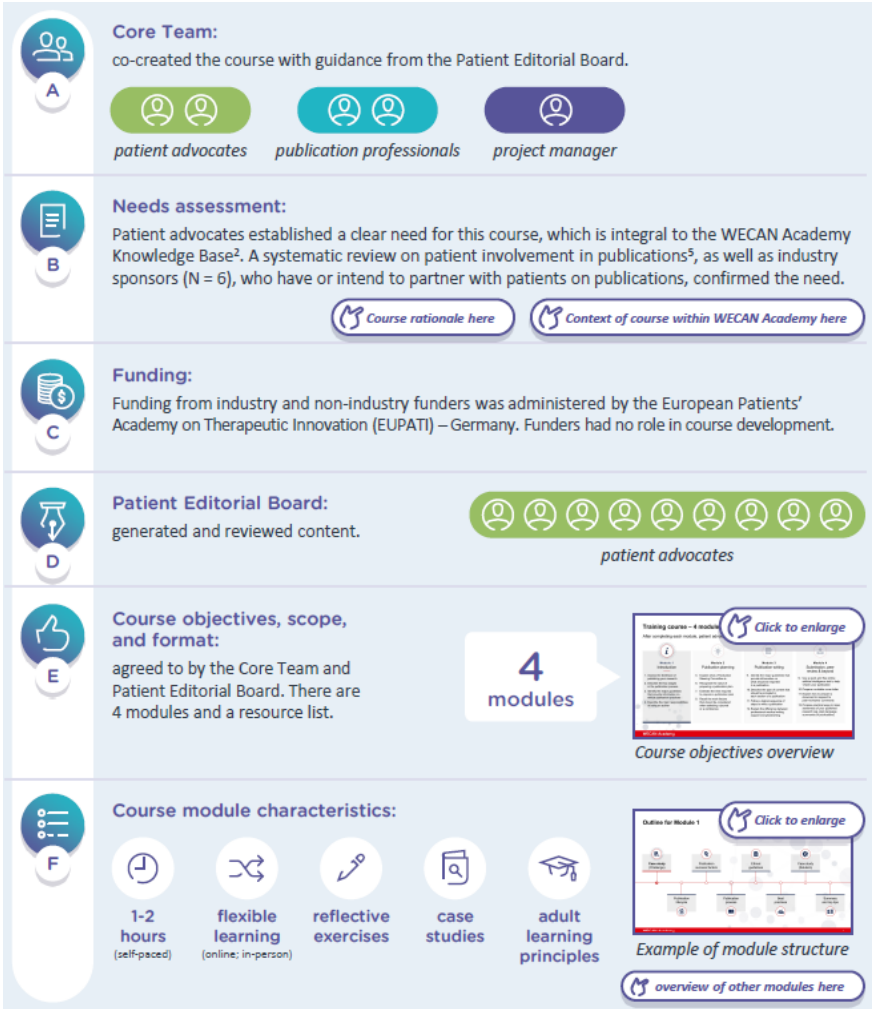 Core Team:
co-created the course with guidance from the Patient Editorial Board.
A
patient advocates
publication professionals
project manager
Needs assessment:
Patient advocates established a clear need for this course, which is integral to the WECAN Academy
Knowledge Base². A systematic review on patient involvement in publications⁵, as well as industry
sponsors (N = 6), who have or intend to partner with patients on publications, confirmed the need.
B
Course rationale here
Context of course within WECAN Academy here
Funding:
Funding from industry and non-industry funders was administered by the European Patients'
Academy on Therapeutic Innovation (EUPATI) – Germany. Funders had no role in course development.
C
Patient Editorial Board:
generated and reviewed content.
D
patient advocates
Course objectives, scope,
and format:
agreed to by the Core Team and
Patient Editorial Board. There are
4 modules and a resource list.
E
4
modules
Training course – 4 module
Click to enlarge
WECAN Academy
Course objectives overview
Course module characteristics:
F
1-2
hours
(self-paced)
flexible
learning
(online; in-person)
reflective
exercises
case
studies
adult
learning
principles
Outline for Module 1
Click to enlarge
WECAN Academy
Example of module structure
overview of other modules here